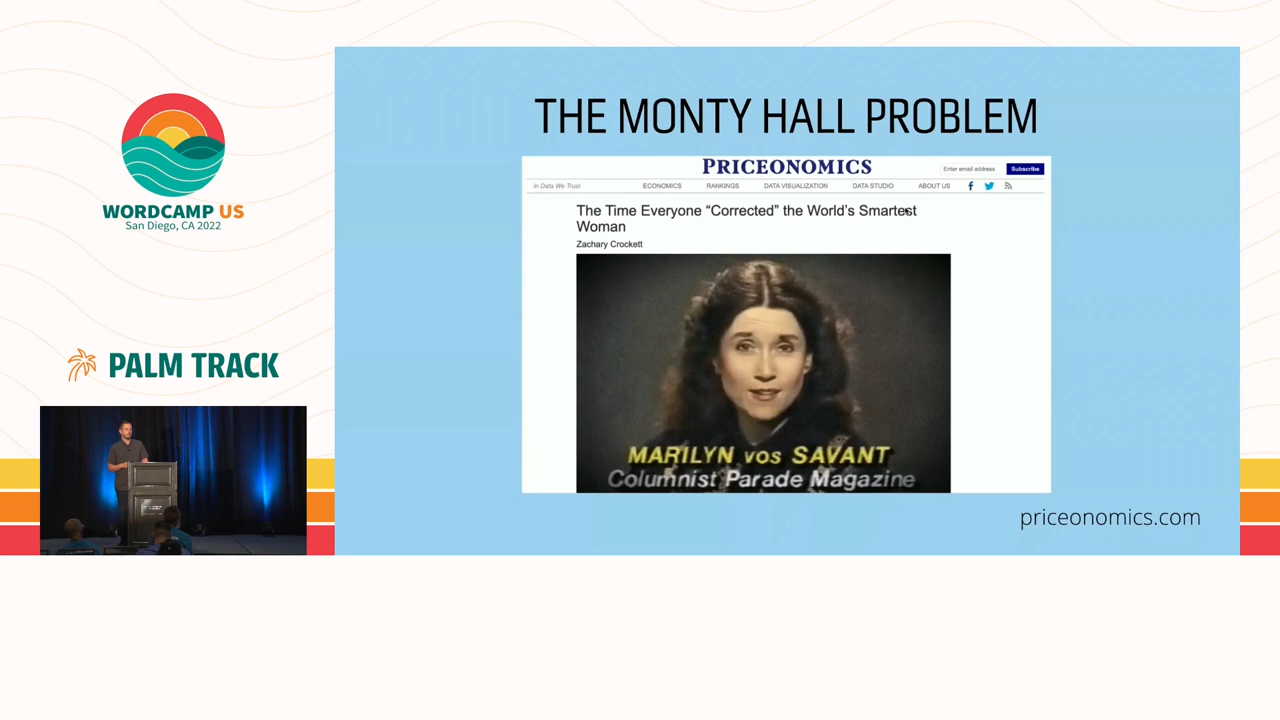 WORDCAMP US
San Diego, CA 2022
PALM TRACK
THE MONTY HALL PROBLEM
PRICEONOMICS
Enter email address
Subscribe
In Data We Trust
ECONOMICS
RANKINGS
DATA VISUALIZATION
DATA STUDIO
ABOUT US
The Time Everyone “Corrected” the World’s Smartest
Woman
Zachary Crockett
MARILYN vos SAVANT
Columnist Parade Magazine
priceonomics.com